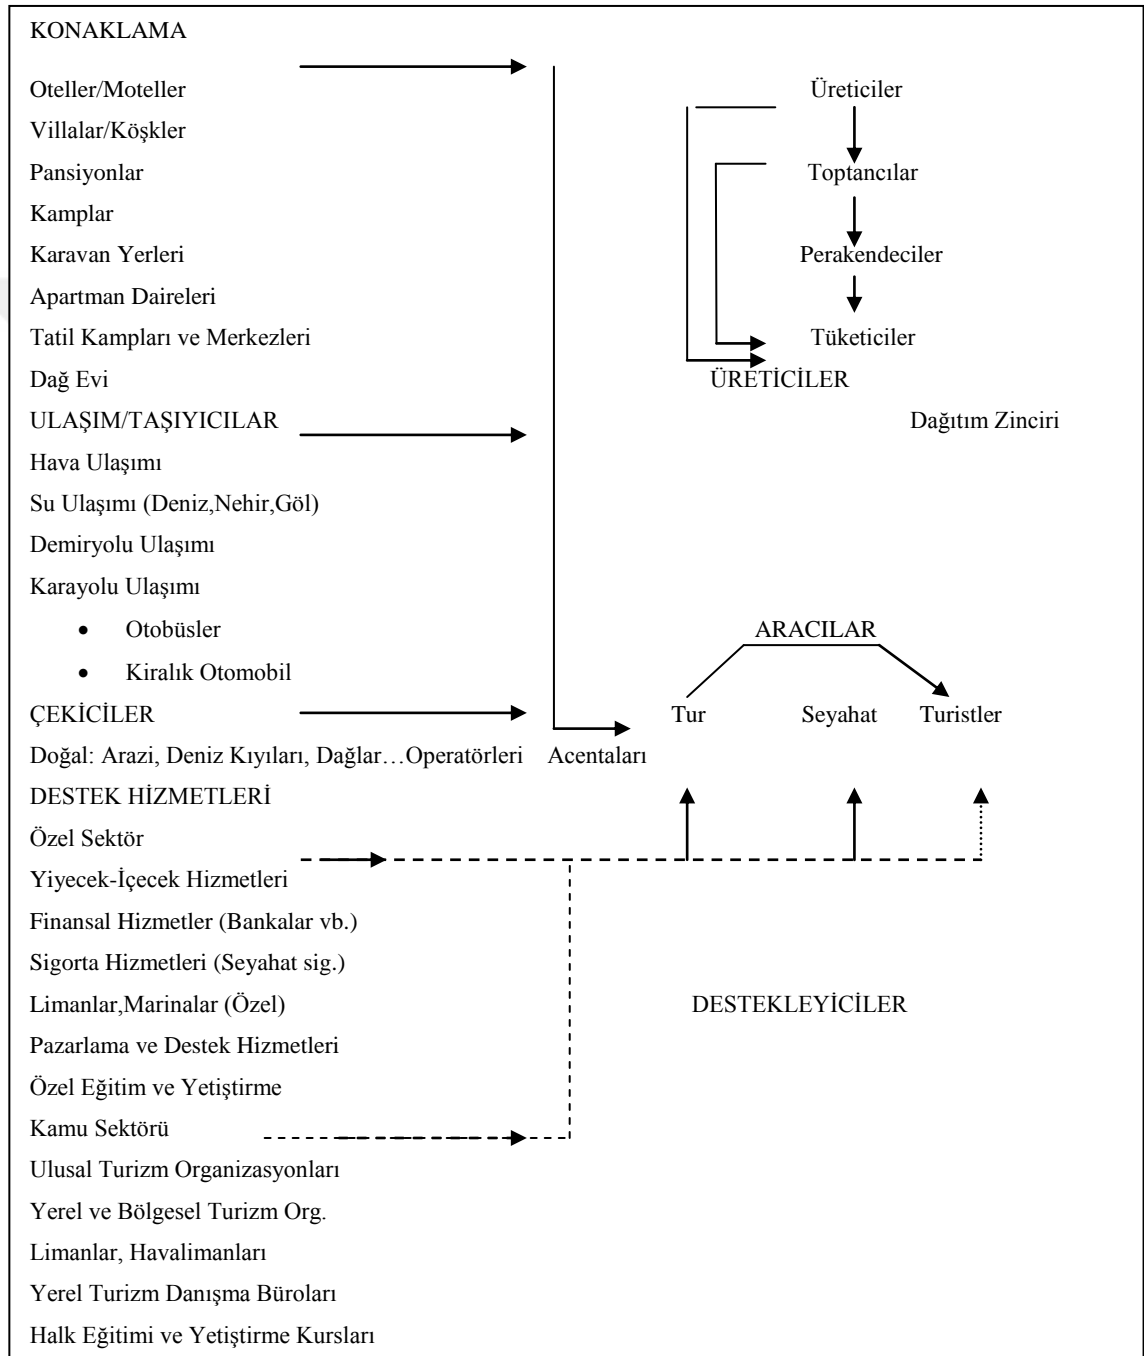 KONAKLAMA
Oteller/Moteller Üreticiler
Villalar/Köşkler
Pansiyonlar Toptancılar
Kamplar
Karavan Yerleri Perakendeciler
Apartman Daireleri
Tatil Kampları ve Merkezleri Tüketiciler
Dağ Evi ÜRETİCİLER
ULAŞIM/TAŞIYICILAR Dağıtım Zinciri
Hava Ulaşımı
Su Ulaşımı (Deniz,Nehir,Göl)
Demiryolu Ulaşımı
Karayolu Ulaşımı
• Otobüsler ARACILAR
• Kiralık Otomobil
ÇEKİCİLER Tur Seyahat Turistler
Doğal: Arazi, Deniz Kıyıları, Dağlar…Operatörleri Acentaları
DESTEK HİZMETLERİ
Özel Sektör
Yiyecek-İçecek Hizmetleri
Finansal Hizmetler (Bankalar vb.)
Sigorta Hizmetleri (Seyahat sig.)
Limanlar,Marinalar (Özel) DESTEKLEYİCİLER
Pazarlama ve Destek Hizmetleri
Özel Eğitim ve Yetiştirme
Kamu Sektörü
Ulusal Turizm Organizasyonları
Yerel ve Bölgesel Turizm Org.
Limanlar, Havalimanları
Yerel Turizm Danışma Büroları
Halk Eğitimi ve Yetiştirme Kursları